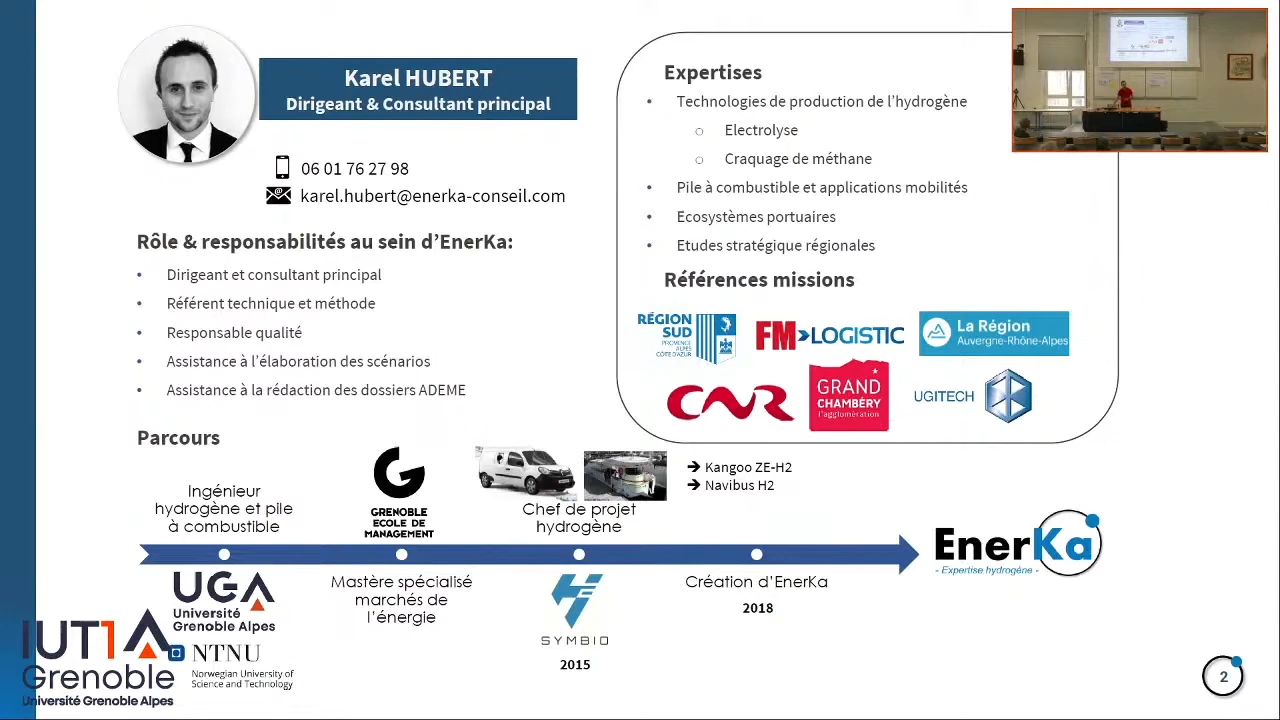 Karel HUBERT
Dirigeant & Consultant principal
06 01 76 27 98
karel.hubert@enerka-conseil.com
Rôle & responsabilités au sein d’EnerKa:
• Dirigeant et consultant principal
• Référent technique et méthode
• Responsable qualité
• Assistance à l’élaboration des scénarios
• Assistance à la rédaction des dossiers ADEME
Expertises
• Technologies de production de l’hydrogène
○ Electrolyse
○ Craquage de méthane
• Pile à combustible et applications mobilités
• Ecosystèmes portuaires
• Etudes stratégique régionales
Références missions
RÉGION
SUD
PROVENCE
ALPES
CÔTE D'AZUR
FM LOGISTIC
La Région
Auvergne-Rhône-Alpes
CNR
GRAND
CHAMBÉRY
l'agglomération
UGITECH
Parcours
Ingénieur
hydrogène et pile
à combustible
GRENOBLE
ECOLE DE
MANAGEMENT
➔ Kangoo ZE-H2
➔ Navibus H2
Chef de projet
hydrogène
EnerKa
- Expertise hydrogène -
UGA
Université
Grenoble Alpes
NTNU
Norwegian University of
Science and Technology
Mastère spécialisé
marchés de
l’énergie
SYMBIO
2015
Création d’EnerKa
2018
IUT1
Grenoble
Université Grenoble Alpes
2